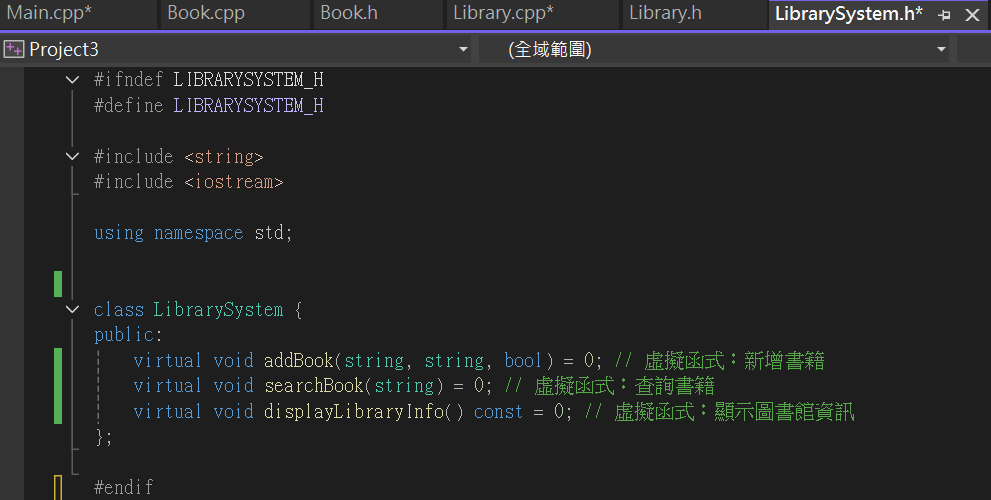 Main.cpp* Book.cpp Book.h Library.cpp* Library.h LibrarySystem.h*
Project3 (全域範圍)
#ifndef LIBRARYSYSTEM_H
#define LIBRARYSYSTEM_H
#include <string>
#include <iostream>
using namespace std;
class LibrarySystem {
public:
virtual void addBook(string, string, bool) = 0; // 虛擬函式：新增書籍
virtual void searchBook(string) = 0; // 虛擬函式：查詢書籍
virtual void displayLibraryInfo() const = 0; // 虛擬函式：顯示圖書館資訊
};
#endif